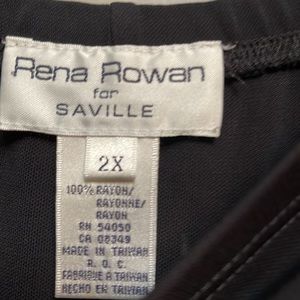 Rena Rowan
for
SAVILLE
2X
100% RAYON/
RAYONNE/
RAYON
RN 54050
CA 08349
MADE IN TAIWAN
R. O. C.
FABRIQUE A TAIWAN
HECHO EN TAIWAN